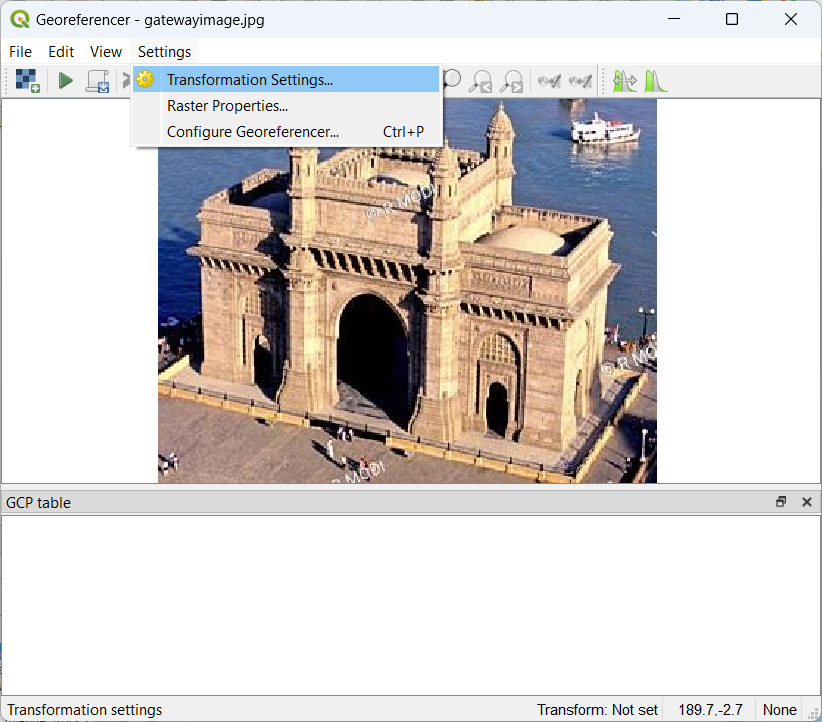 Georeferencer - gatewayimage.jpg
File Edit View Settings
Transformation Settings...
Raster Properties...
Configure Georeferencer... Ctrl+P
© R MODI
© R MO
R MODI
GCP table
Transformation settings Transform: Not set 189.7,-2.7 None